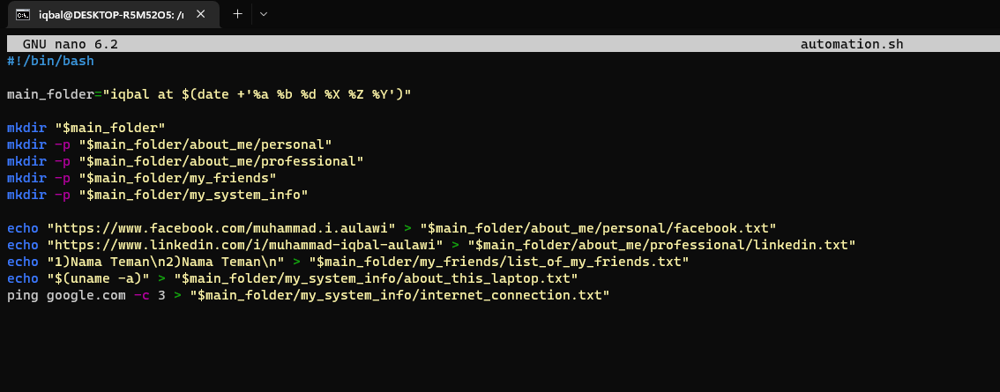 iqbal@DESKTOP-R5M52O5: /r
GNU nano 6.2 automation.sh
#!/bin/bash
main_folder="iqbal at $(date +'%a %b %d %X %Z %Y')"
mkdir "$main_folder"
mkdir -p "$main_folder/about_me/personal"
mkdir -p "$main_folder/about_me/professional"
mkdir -p "$main_folder/my_friends"
mkdir -p "$main_folder/my_system_info"
echo "https://www.facebook.com/muhammad.i.aulawi" > "$main_folder/about_me/personal/facebook.txt"
echo "https://www.linkedin.com/i/muhammad-iqbal-aulawi" > "$main_folder/about_me/professional/linkedin.txt"
echo "1)Nama Teman\n2)Nama Teman\n" > "$main_folder/my_friends/list_of_my_friends.txt"
echo "$(uname -a)" > "$main_folder/my_system_info/about_this_laptop.txt"
ping google.com -c 3 > "$main_folder/my_system_info/internet_connection.txt"